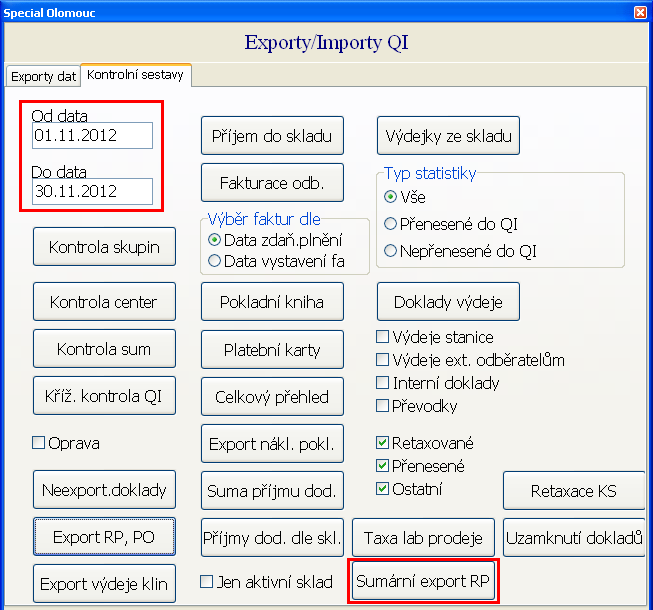 Special Olomouc
Exporty/Importy QI
Exporty dat
Kontrolní sestavy
Od data
01.11.2012
Do data
30.11.2012
Příjem do skladu
Výdejky ze skladu
Fakturace odb.
Typ statistiky
Vše
Přenesené do QI
Nepřenesené do QI
Výběr faktur dle
Data zdaň.plnění
Data vystavení fa
Kontrola skupin
Kontrola center
Pokladní kniha
Doklady výdeje
Kontrola sum
Platební karty
Výdeje stanice
Výdeje ext. odběratelům
Interní doklady
Převodky
Kříž. kontrola QI
Celkový přehled
Oprava
Export nákl. pokl.
Retaxované
Přenesené
Ostatní
Neexport.doklady
Suma příjmu dod.
Retaxace KS
Export RP, PO
Příjmy dod. dle skl.
Taxa lab prodeje
Uzamknutí dokladů
Export výdeje klin
Jen aktivní sklad
Sumární export RP